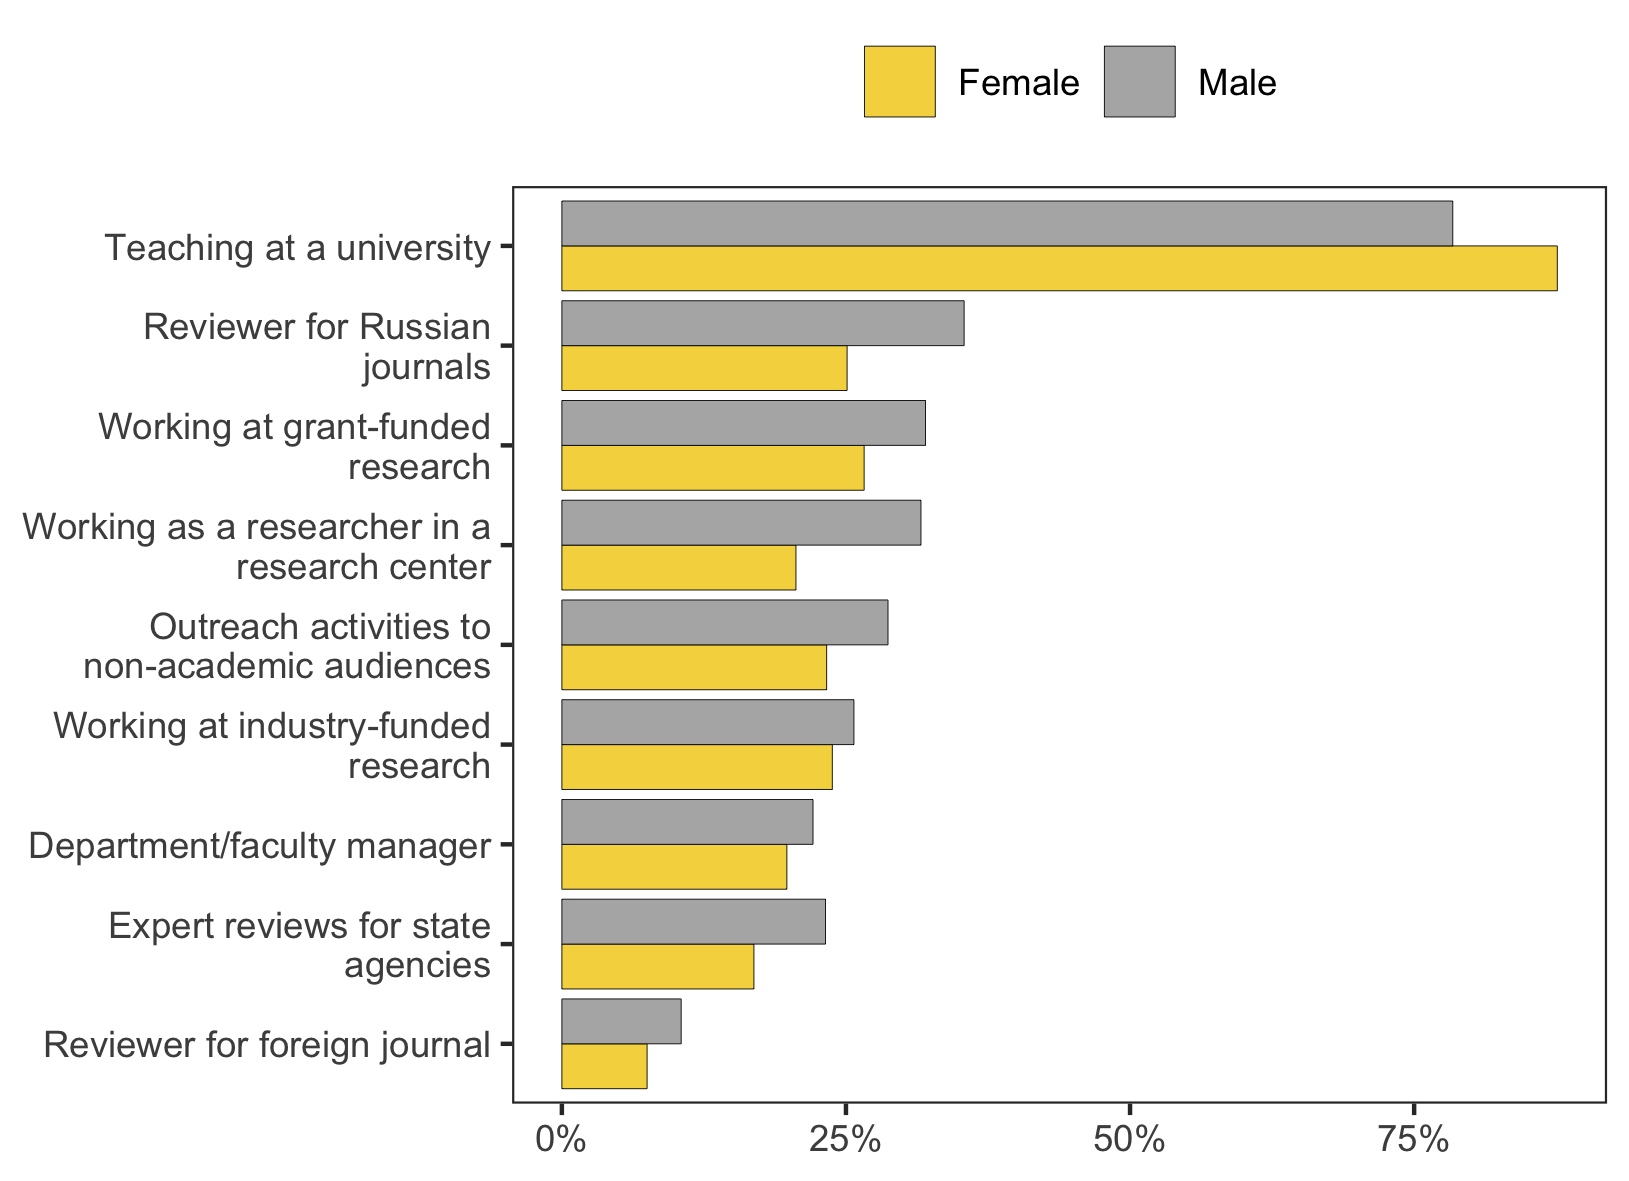 Female Male
Teaching at a university
Reviewer for Russian
journals
Working at grant-funded
research
Working as a researcher in a
research center
Outreach activities to
non-academic audiences
Working at industry-funded
research
Department/faculty manager
Expert reviews for state
agencies
Reviewer for foreign journal
0% 25% 50% 75%